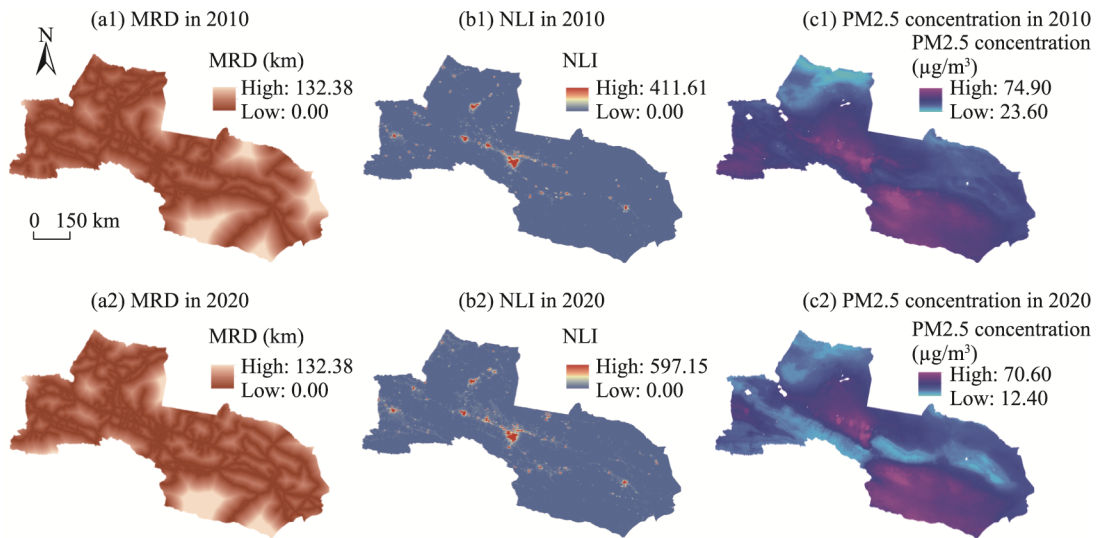 (a1) MRD in 2010
N
MRD (km)
High: 132.38
Low: 0.00
0 150 km
(b1) NLI in 2010
NLI
High: 411.61
Low: 0.00
(c1) PM2.5 concentration in 2010
PM2.5 concentration
(µg/m³)
High: 74.90
Low: 23.60
(a2) MRD in 2020
MRD (km)
High: 132.38
Low: 0.00
(b2) NLI in 2020
NLI
High: 597.15
Low: 0.00
(c2) PM2.5 concentration in 2020
PM2.5 concentration
(µg/m³)
High: 70.60
Low: 12.40